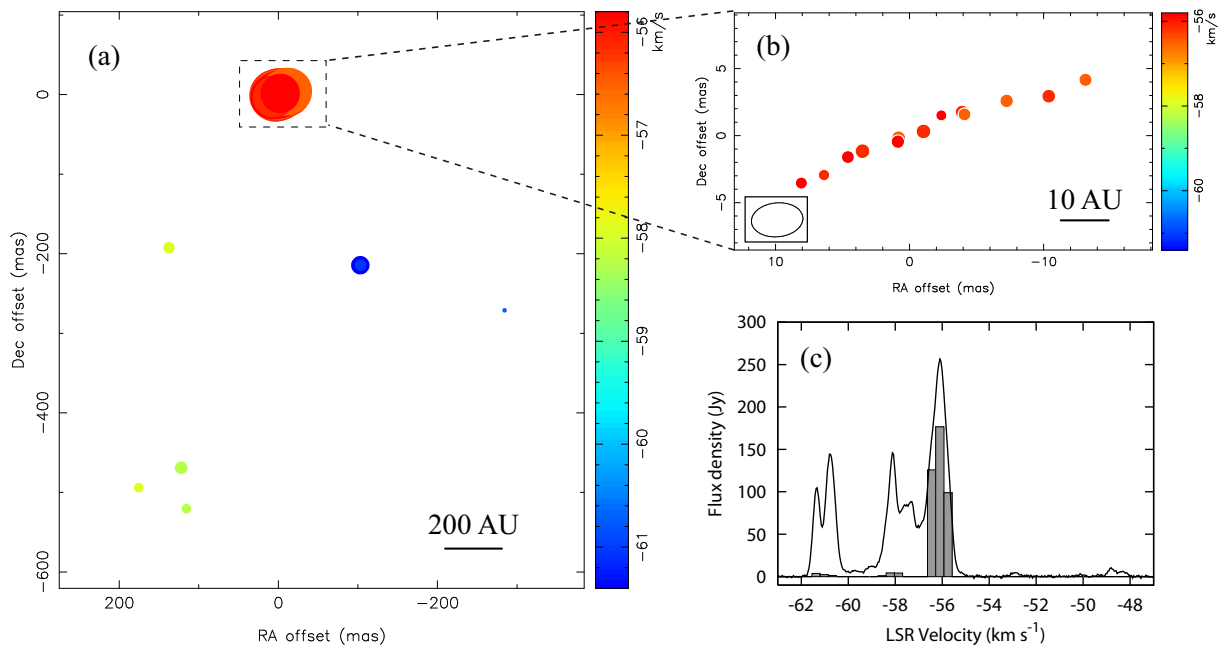 (a)
0
-200
-400
-600
Dec offset (mas)
200
0
-200
RA offset (mas)
200 AU
-56
-57
-58
-59
-60
-61
km/s
(b)
5
0
-5
Dec offset (mas)
10
0
-10
RA offset (mas)
10 AU
-56
-58
-60
km/s
(c)
300
250
200
150
100
50
0
Flux density (Jy)
-62 -60 -58 -56 -54 -52 -50 -48
LSR Velocity (km s⁻¹)